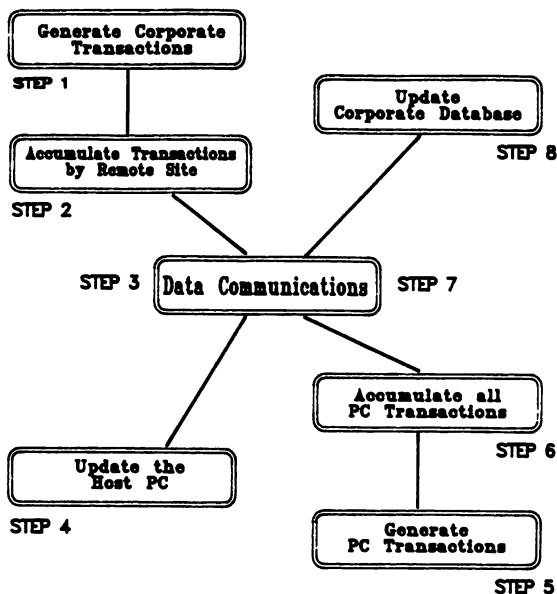 Generate Corporate
Transactions
STEP 1
Accumulate Transactions
by Remote Site
STEP 2
STEP 3
Data Communications
STEP 7
Update the
Host PC
STEP 4
Update
Corporate Database
STEP 8
Accumulate all
PC Transactions
STEP 6
Generate
PC Transactions
STEP 5